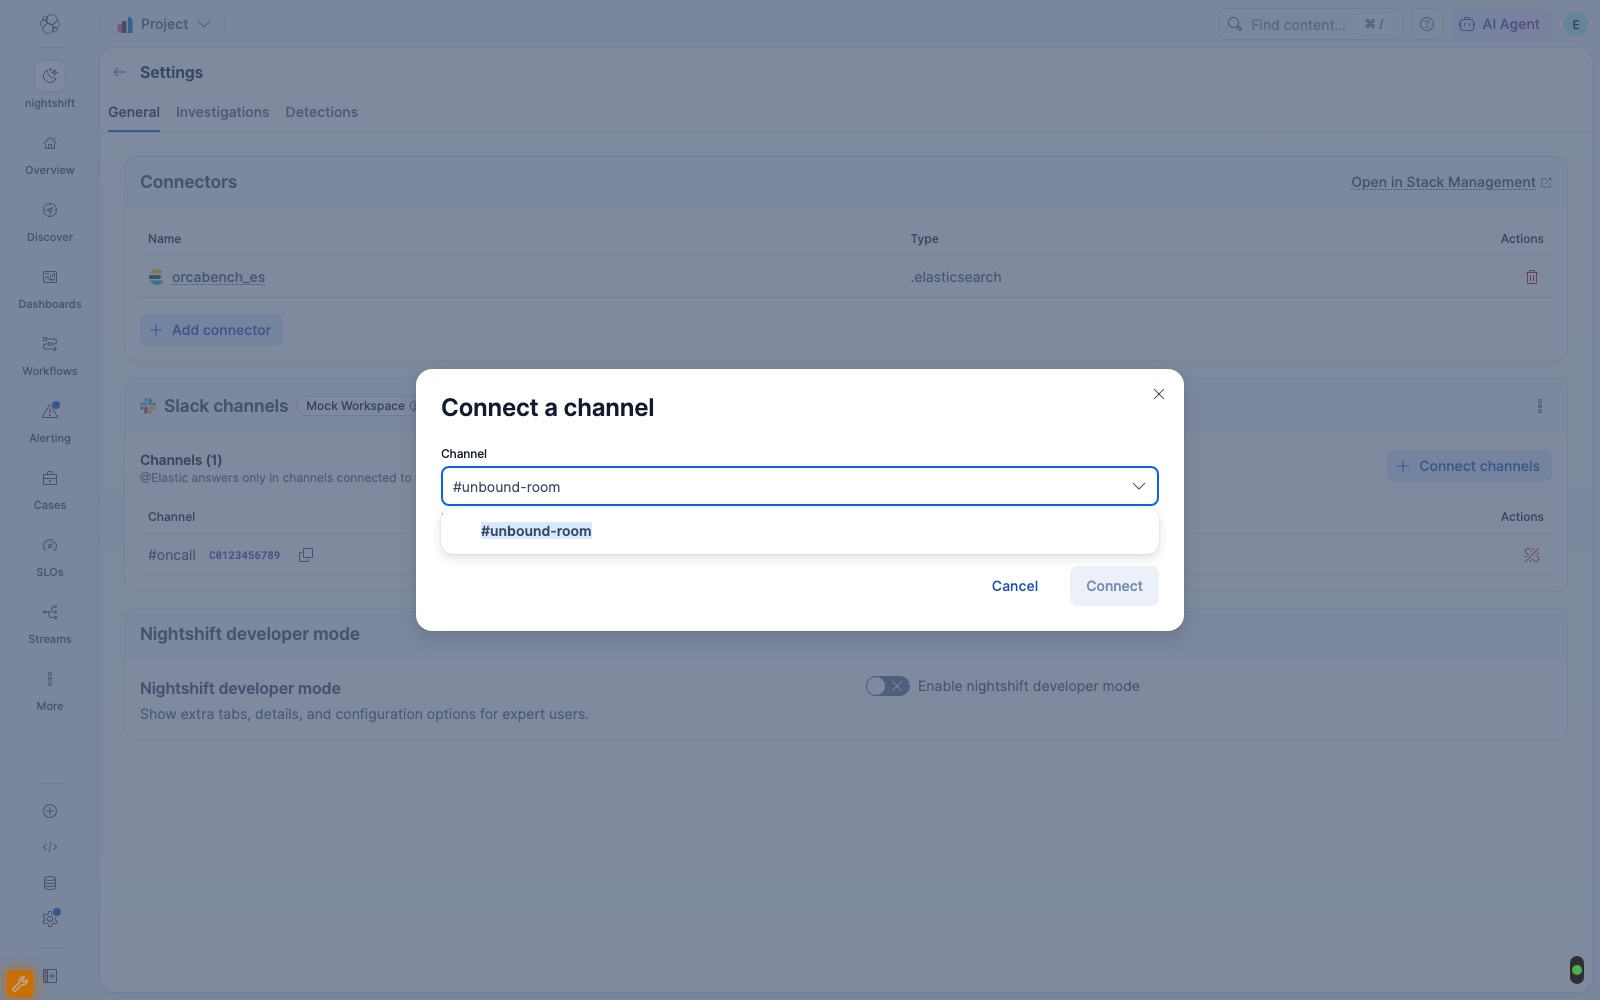 Project
Find content...
⌘ /
AI Agent
E
nightshift
Overview
Discover
Dashboards
Workflows
Alerting
Cases
SLOs
Streams
More
Settings
General
Investigations
Detections
Connectors
Open in Stack Management
Name
Type
Actions
orcabench_es
.elasticsearch
Add connector
Slack channels
Mock Workspace
Channels (1)
@Elastic answers only in channels connected to
Connect channels
Channel
Actions
#oncall
C0123456789
Connect a channel
Channel
#unbound-room
#unbound-room
Cancel
Connect
Nightshift developer mode
Nightshift developer mode
Show extra tabs, details, and configuration options for expert users.
Enable nightshift developer mode